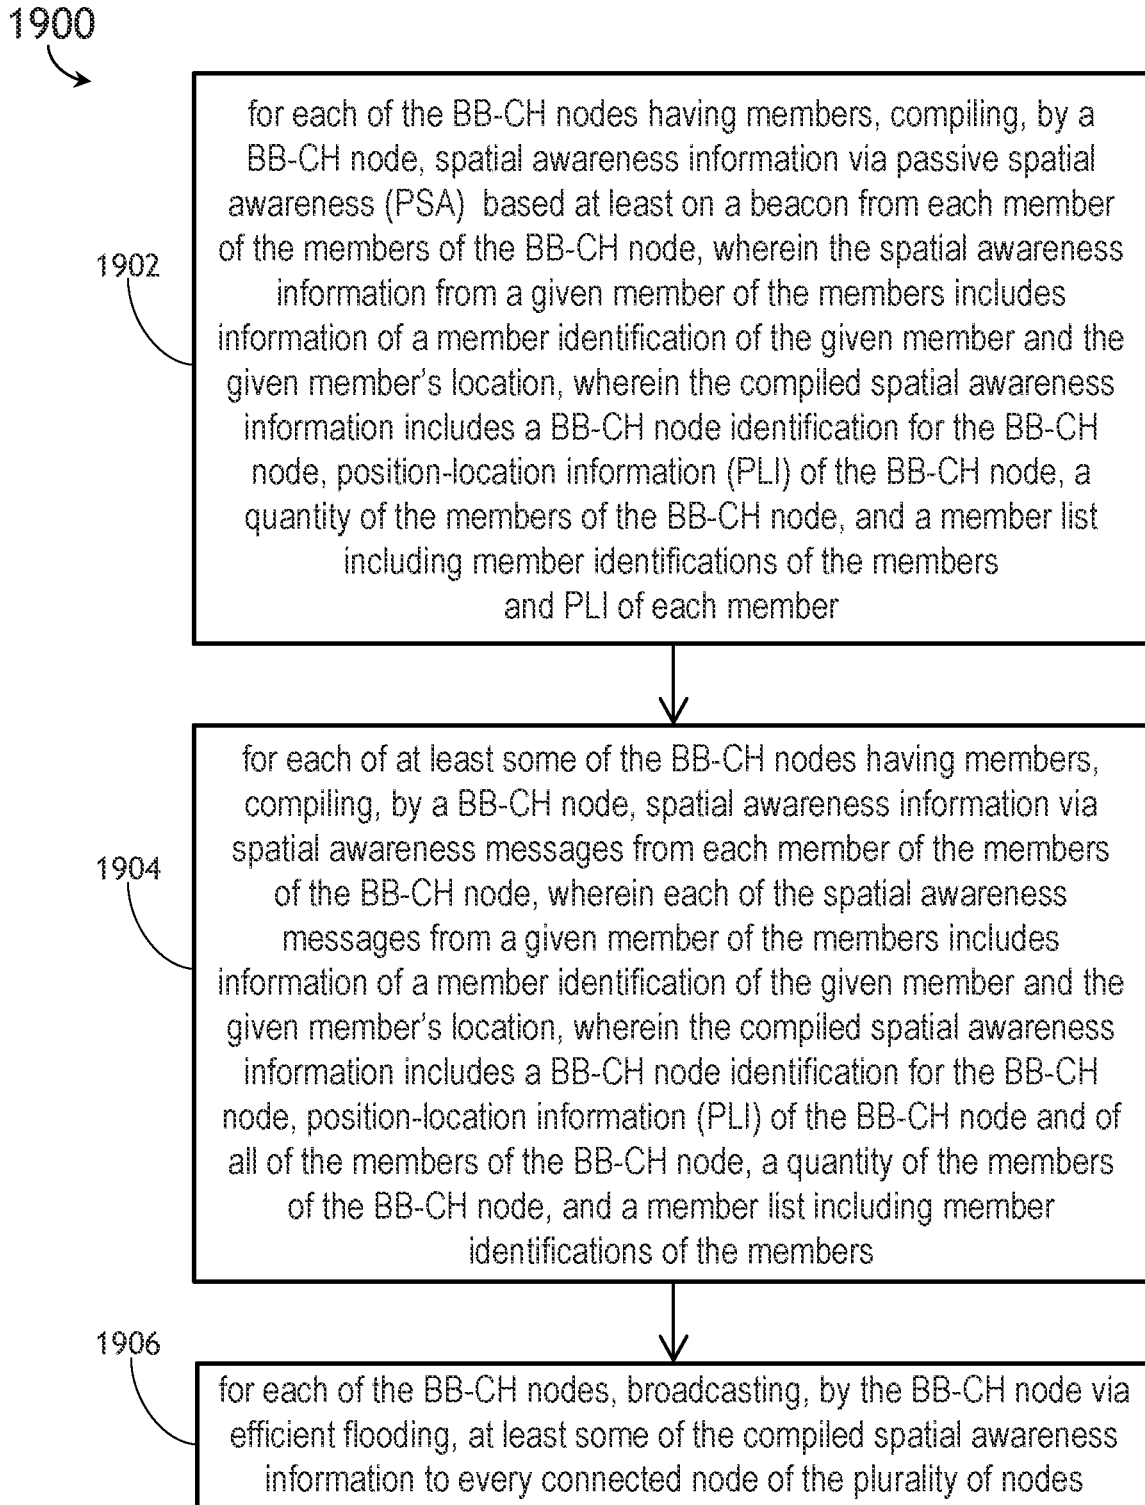 1900
for each of the BB-CH nodes having members, compiling, by a
BB-CH node, spatial awareness information via passive spatial
awareness (PSA) based at least on a beacon from each member
of the members of the BB-CH node, wherein the spatial awareness
1902
information from a given member of the members includes
information of a member identification of the given member and the
given member's location, wherein the compiled spatial awareness
information includes a BB-CH node identification for the BB-CH
node, position-location information (PLI) of the BB-CH node, a
quantity of the members of the BB-CH node, and a member list
including member identifications of the members
and PLI of each member
for each of at least some of the BB-CH nodes having members,
compiling, by a BB-CH node, spatial awareness information via
spatial awareness messages from each member of the members
1904
of the BB-CH node, wherein each of the spatial awareness
messages from a given member of the members includes
information of a member identification of the given member and the
given member's location, wherein the compiled spatial awareness
information includes a BB-CH node identification for the BB-CH
node, position-location information (PLI) of the BB-CH node and of
all of the members of the BB-CH node, a quantity of the members
of the BB-CH node, and a member list including member
identifications of the members
1906
for each of the BB-CH nodes, broadcasting, by the BB-CH node via
efficient flooding, at least some of the compiled spatial awareness
information to every connected node of the plurality of nodes